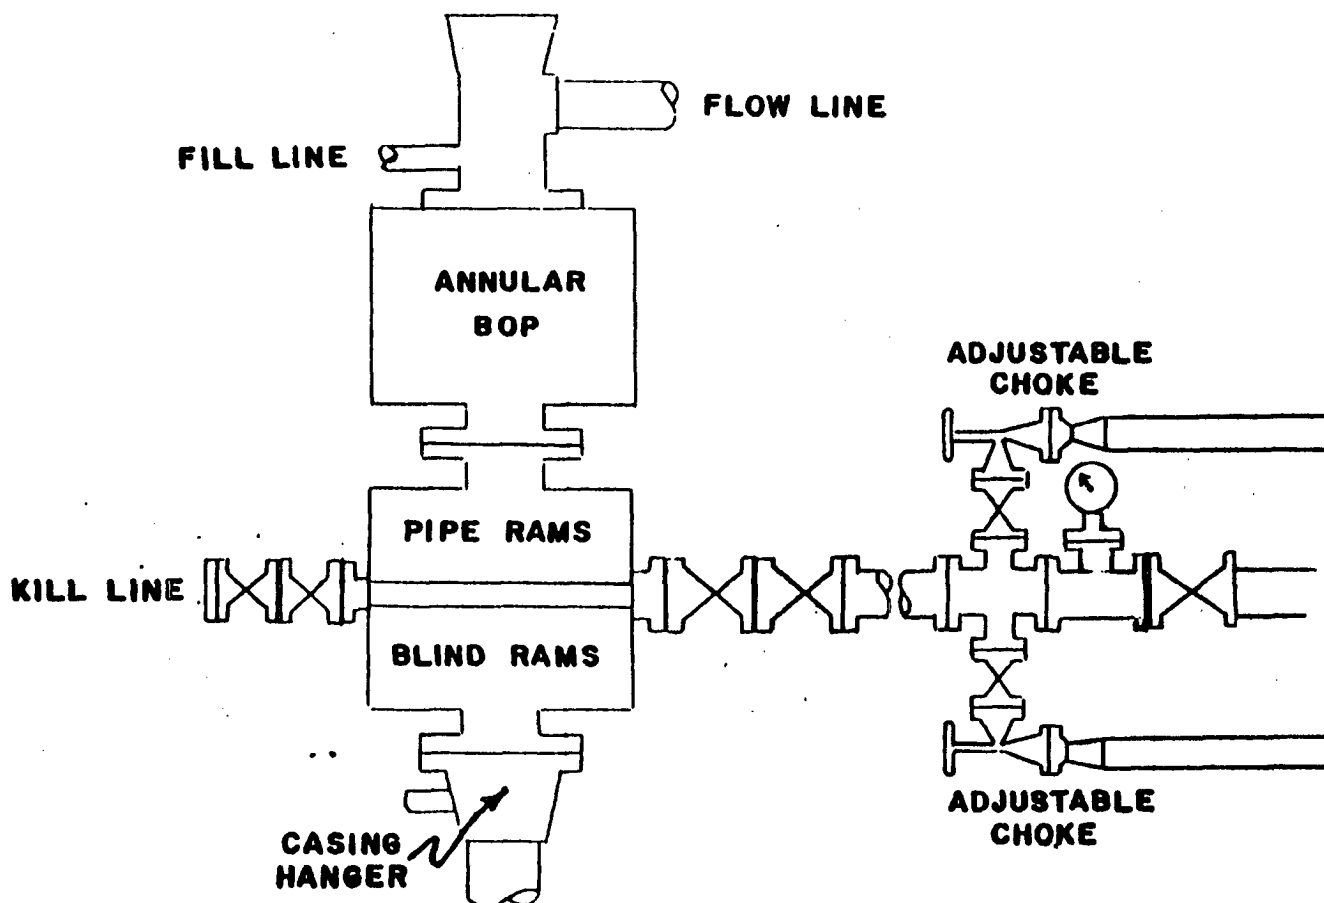 FLOW LINE
FILL LINE
ANNULAR
BOP
ADJUSTABLE
CHOKE
PIPE RAMS
KILL LINE
BLIND RAMS
ADJUSTABLE
CHOKE
CASING
HANGER